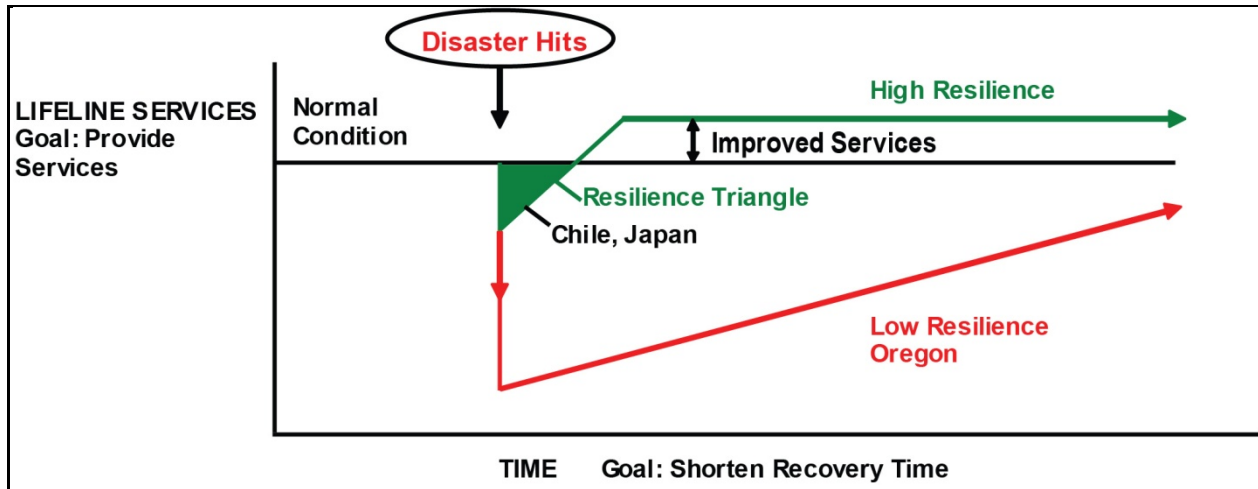 Disaster Hits
LIFELINE SERVICES
Goal: Provide
Services
Normal
Condition
High Resilience
Improved Services
Resilience Triangle
Chile, Japan
Low Resilience
Oregon
TIME Goal: Shorten Recovery Time